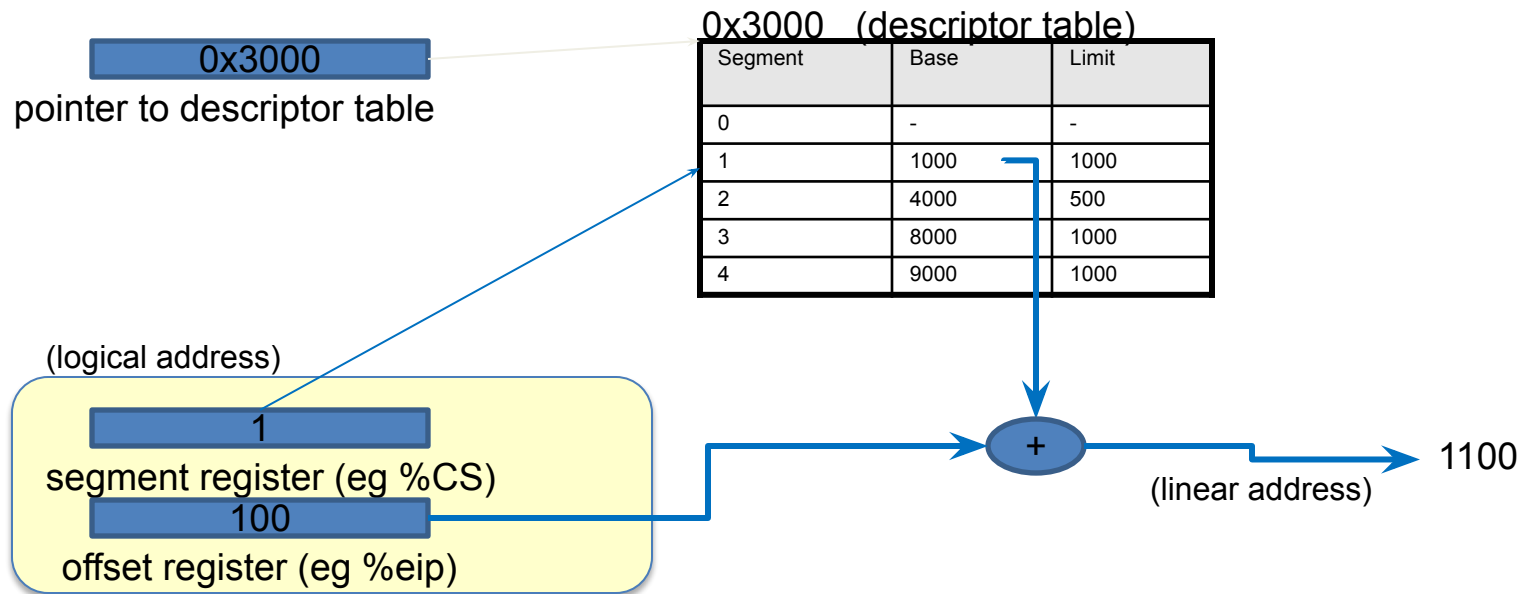 0x3000 (descriptor table)
0x3000
pointer to descriptor table
Segment Base Limit
0 - -
1 1000 1000
2 4000 500
3 8000 1000
4 9000 1000
(logical address)
1
segment register (eg %CS)
100
offset register (eg %eip)
+
1100
(linear address)